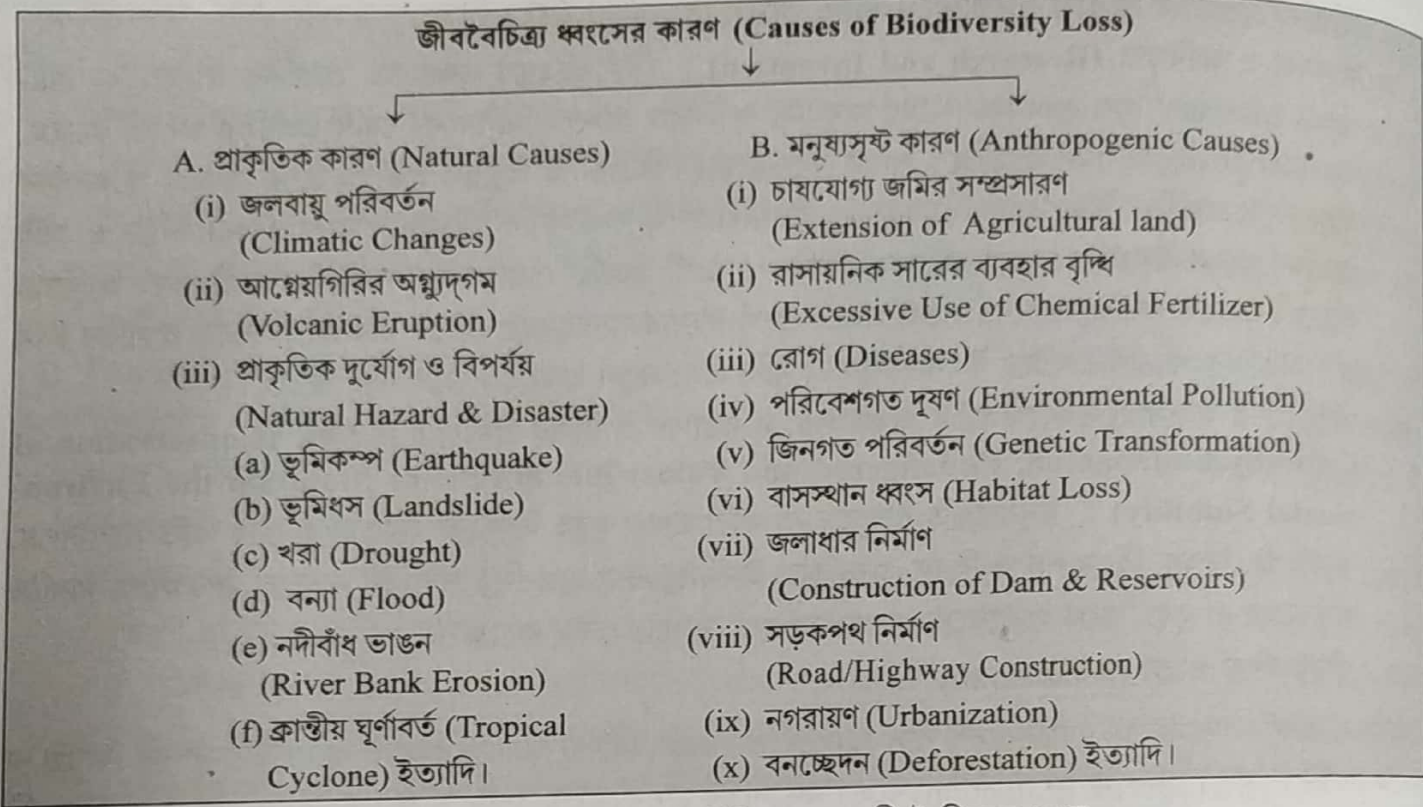 জীববৈচিত্র্য ধ্বংসের কারণ (Causes of Biodiversity Loss)
A. প্রাকৃতিক কারণ (Natural Causes)
(i) জলবায়ু পরিবর্তন
(Climatic Changes)
(ii) আগ্নেয়গিরির অগ্ন্যুদ্‌গম
(Volcanic Eruption)
(iii) প্রাকৃতিক দুর্যোগ ও বিপর্যয়
(Natural Hazard & Disaster)
(a) ভূমিকম্প (Earthquake)
(b) ভূমিধস (Landslide)
(c) খরা (Drought)
(d) বন্যা (Flood)
(e) নদীবাঁধ ভাঙন
(River Bank Erosion)
(f) ক্রান্তীয় ঘূর্ণাবর্ত (Tropical
Cyclone) ইত্যাদি।
B. মনুষ্যসৃষ্ট কারণ (Anthropogenic Causes)
(i) চাষযোগ্য জমির সম্প্রসারণ
(Extension of Agricultural land)
(ii) রাসায়নিক সারের ব্যবহার বৃদ্ধি
(Excessive Use of Chemical Fertilizer)
(iii) রোগ (Diseases)
(iv) পরিবেশগত দূষণ (Environmental Pollution)
(v) জিনগত পরিবর্তন (Genetic Transformation)
(vi) বাসস্থান ধ্বংস (Habitat Loss)
(vii) জলাধার নির্মাণ
(Construction of Dam & Reservoirs)
(viii) সড়কপথ নির্মাণ
(Road/Highway Construction)
(ix) নগরায়ণ (Urbanization)
(x) বনচ্ছেদন (Deforestation) ইত্যাদি।